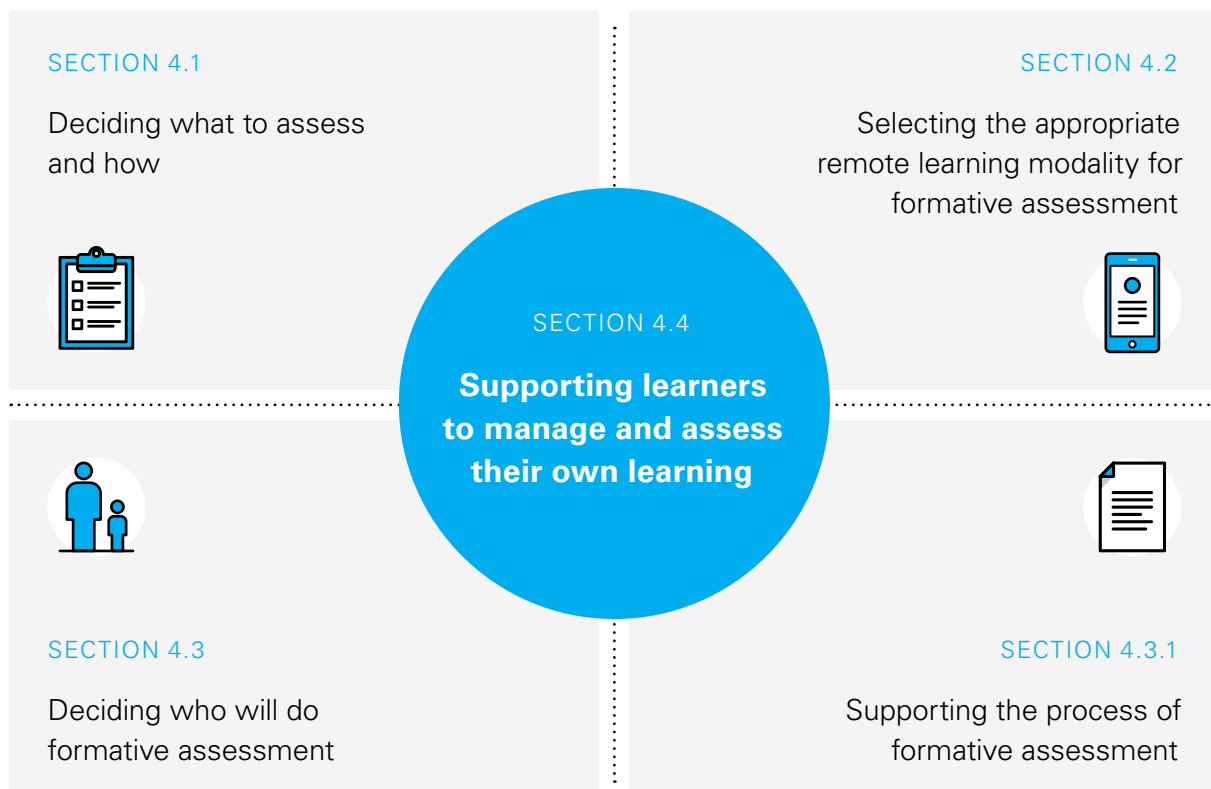 SECTION 4.1
Deciding what to assess
and how
SECTION 4.2
Selecting the appropriate
remote learning modality for
formative assessment
SECTION 4.4
Supporting learners
to manage and assess
their own learning
SECTION 4.3
Deciding who will do
formative assessment
SECTION 4.3.1
Supporting the process of
formative assessment